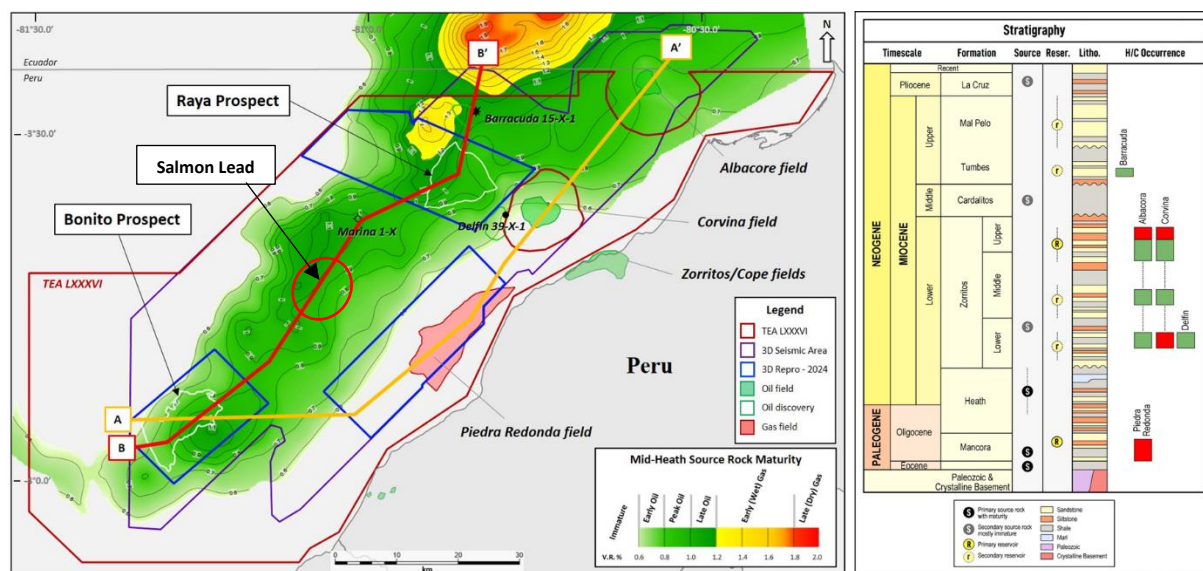 -81°30.0'
-81°0.0'
-80°30.0'
N
B'
A'
Ecuador
Peru
Raya Prospect
Barracuda 15-X-1
-3°30.0'
Salmon Lead
Albacore field
Bonito Prospect
Marina 1-X
Delfin 39-X-1
Corvina field
Zorritos/Cope fields
TEA LXXXVI
Peru
A
B
Piedra Redonda field
-4°0.0'
Legend
TEA LXXXVI
3D Seismic Area
3D Repro - 2024
Oil field
Oil discovery
Gas field
Mid-Heath Source Rock Maturity
Immature
Early Oil
Peak Oil
Late Oil
Early (Wet) Gas
Late (Dry) Gas
V.R. % 0.6 0.8 1.0 1.2 1.4 1.6 1.8 2.0
0 10 20 30
km
Stratigraphy
Timescale Formation Source Reser. Litho. H/C Occurrence
Recent
Pliocene La Cruz S
NEOGENE
MIOCENE
Upper
Mal Pelo r
Tumbes r
Barracuda
Middle Cardalitos S
Lower
Zorritos
Upper R
Albacora
Corvina
Middle r
S
Lower r
Delfin
Heath S
PALEOGENE
Oligocene
R
Piedra
Redonda
Mancora S
Eocene S
Paleozoic &
Crystalline Basement
S Primary source rock
with maturity
S Secondary source rock
mostly immature
R Primary reservoir
r Secondary reservoir
Sandstone
Siltstone
Shale
Marl
Paleozoic
Crystalline Basement